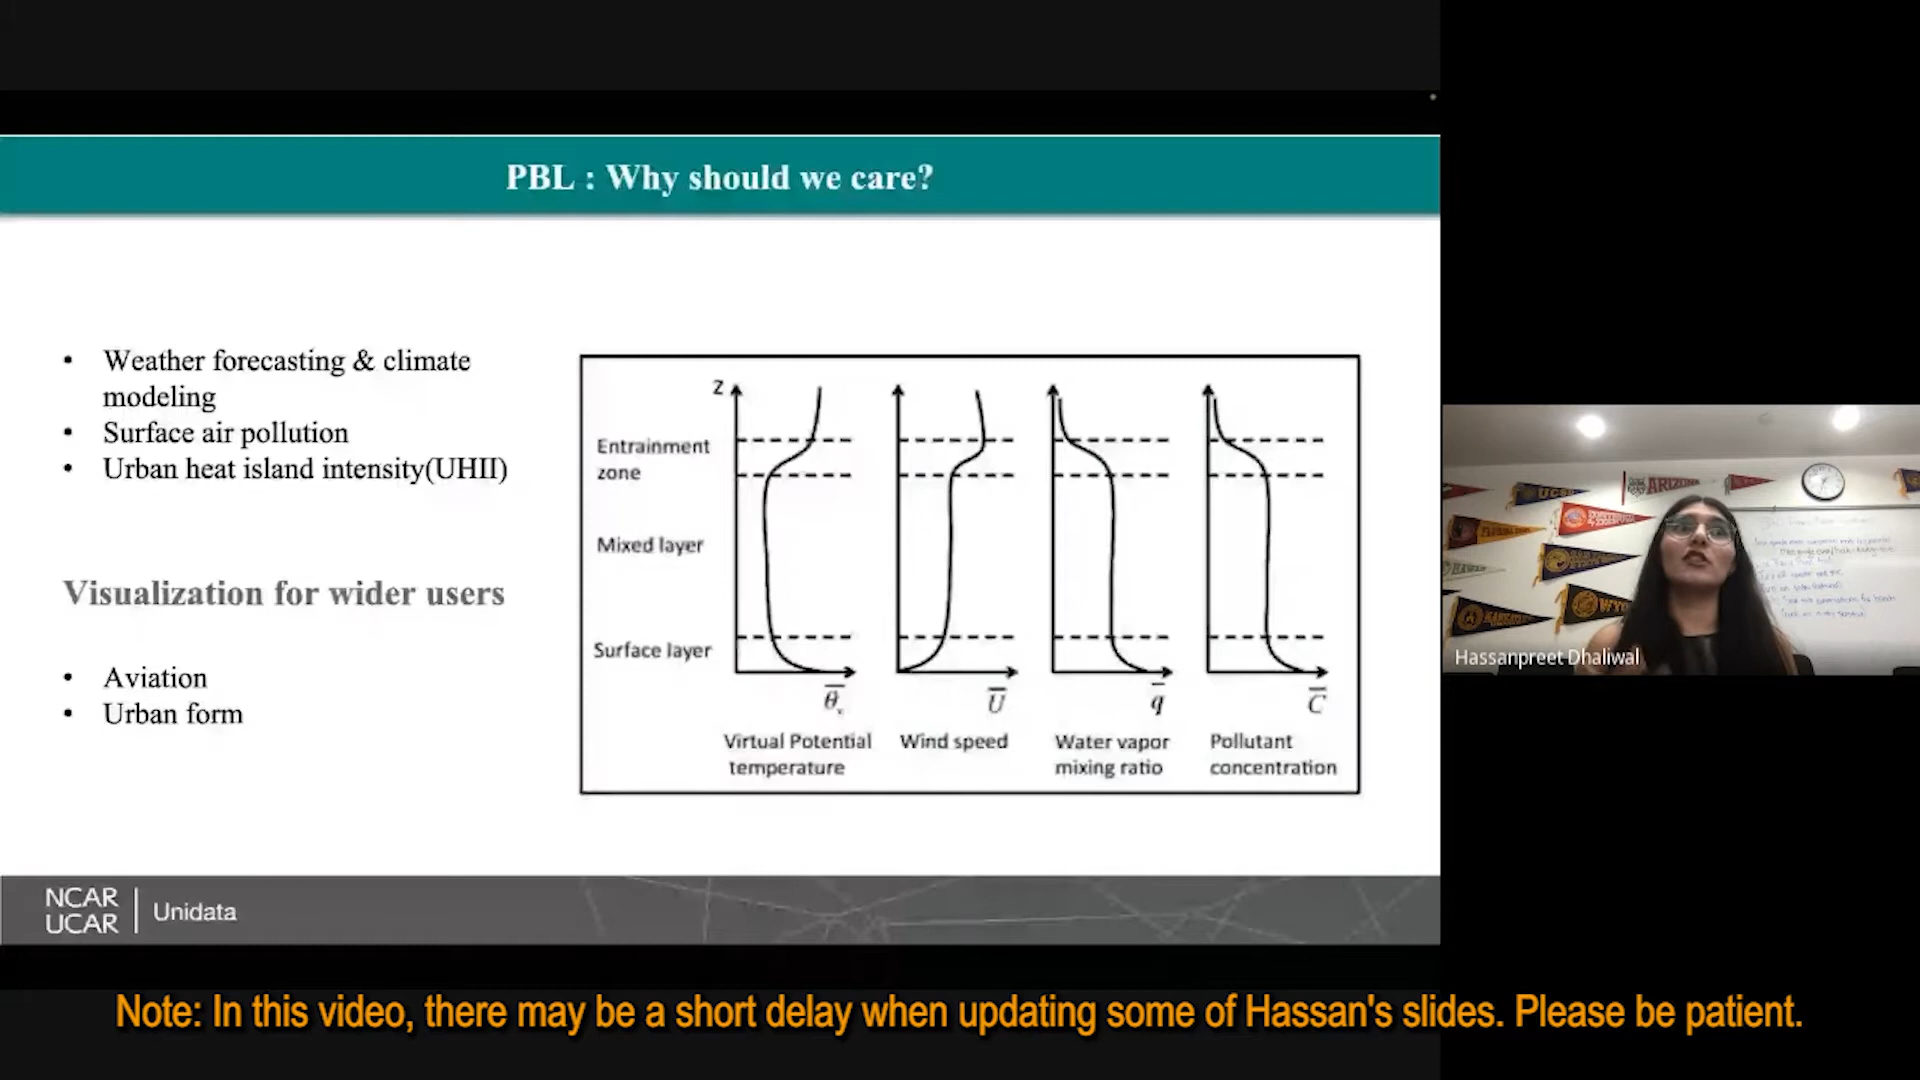 PBL : Why should we care?
• Weather forecasting & climate
modeling
• Surface air pollution
• Urban heat island intensity(UHII)
Visualization for wider users
• Aviation
• Urban form
z
Entrainment
zone
Mixed layer
Surface layer
θ̅ᵥ
U̅
q̅
C̅
Virtual Potential
temperature
Wind speed
Water vapor
mixing ratio
Pollutant
concentration
NCAR
UCAR
Unidata
UCSB
ARIZONA
HAWAII
WYO
Hassanpreet Dhaliwal
Note: In this video, there may be a short delay when updating some of Hassan's slides. Please be patient.